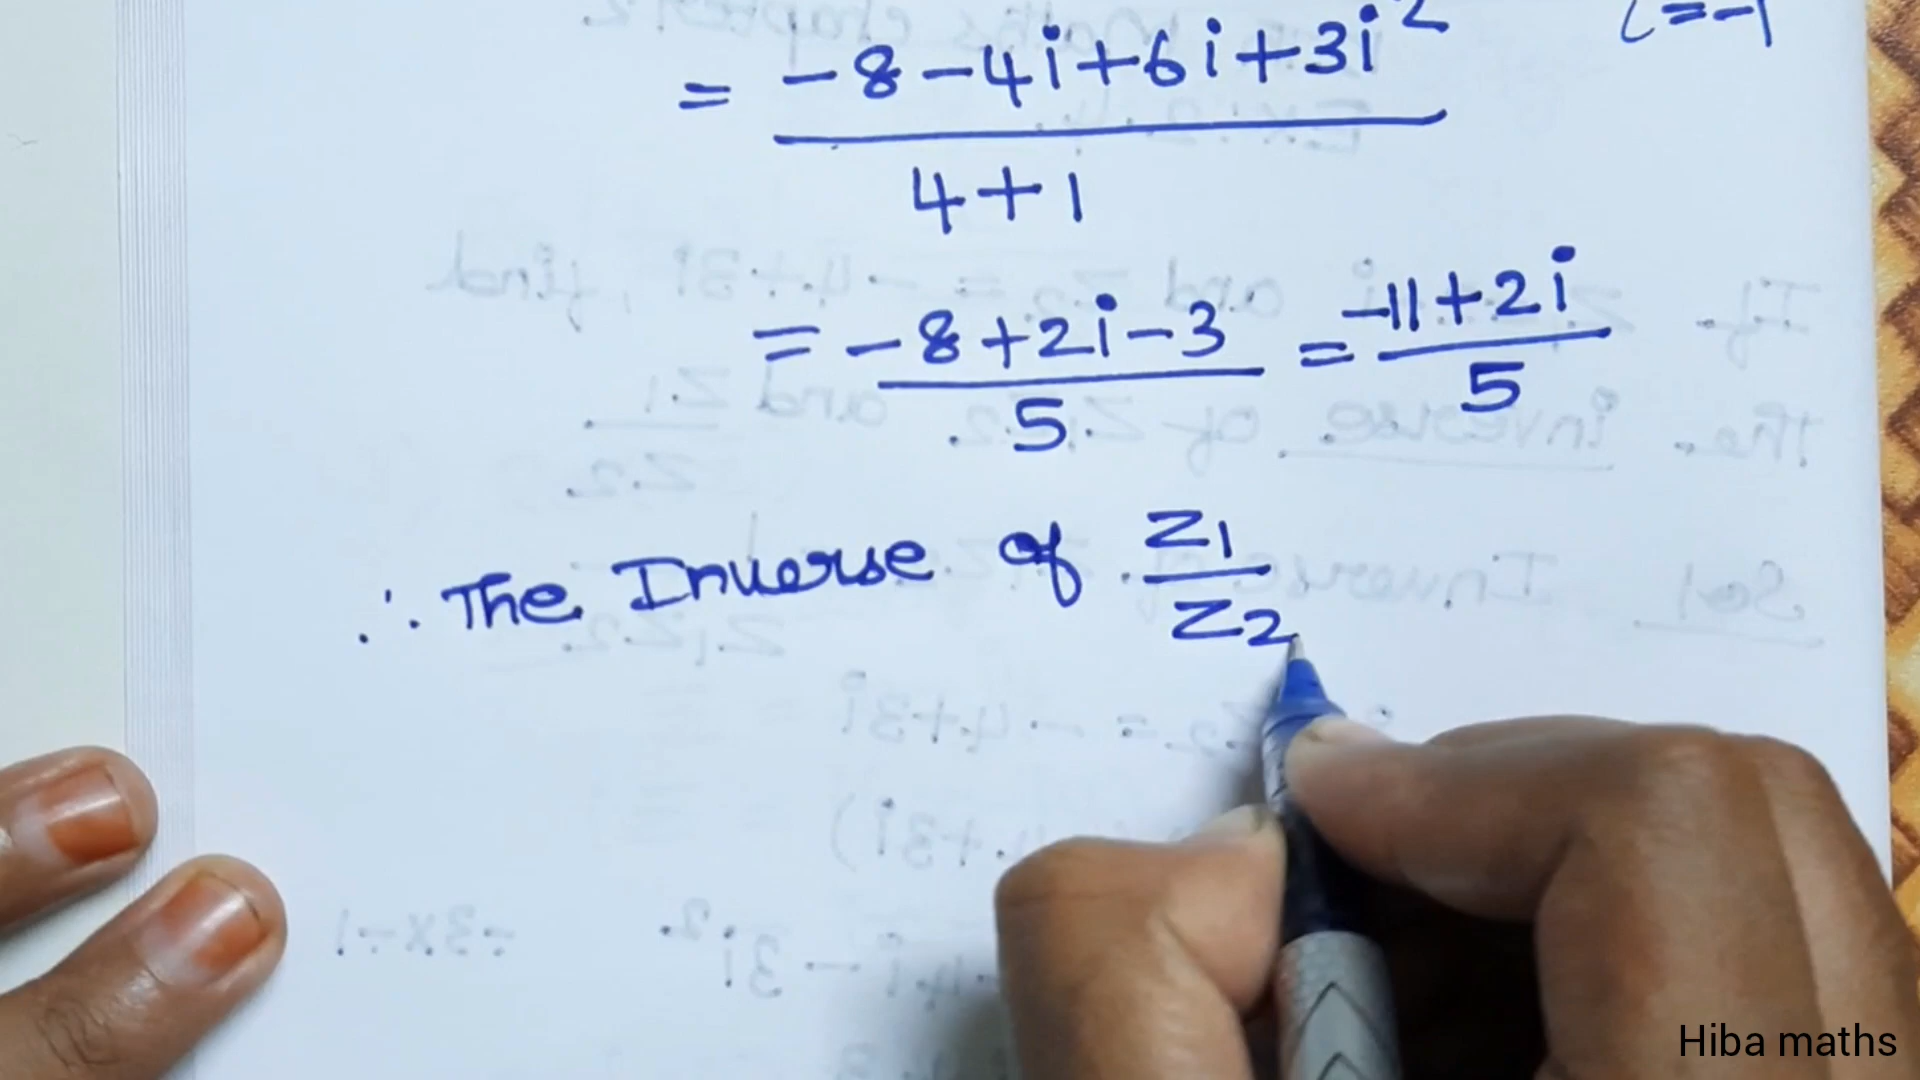 i²=-1
= -8-4i+6i+3i² / 4+1
= -8+2i-3 / 5 = -11+2i / 5
∴ The Inverse of Z1 / Z2
Hiba maths